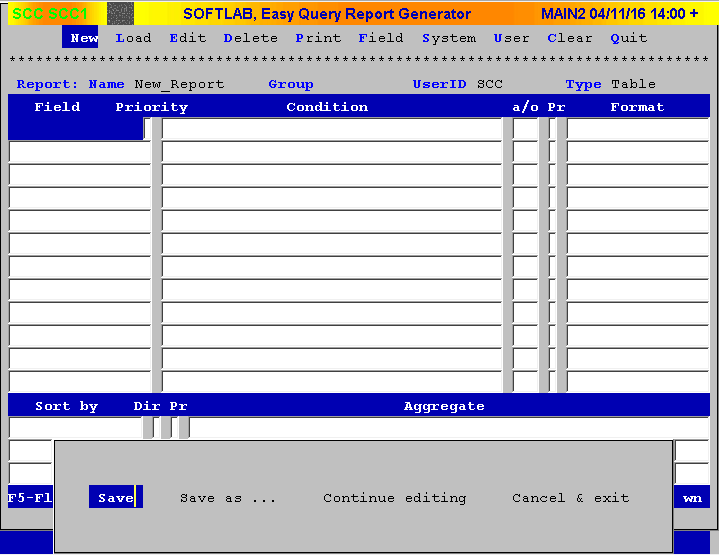 SCC SCC1 SOFTLAB, Easy Query Report Generator MAIN2 04/11/16 14:00 +
New Load Edit Delete Print Field System User Clear Quit
******************************************************************************
Report: Name New_Report Group UserID SCC Type Table
Field Priority Condition a/o Pr Format
Sort by Dir Pr Aggregate
F5-Fl Save Save as ... Continue editing Cancel & exit wn